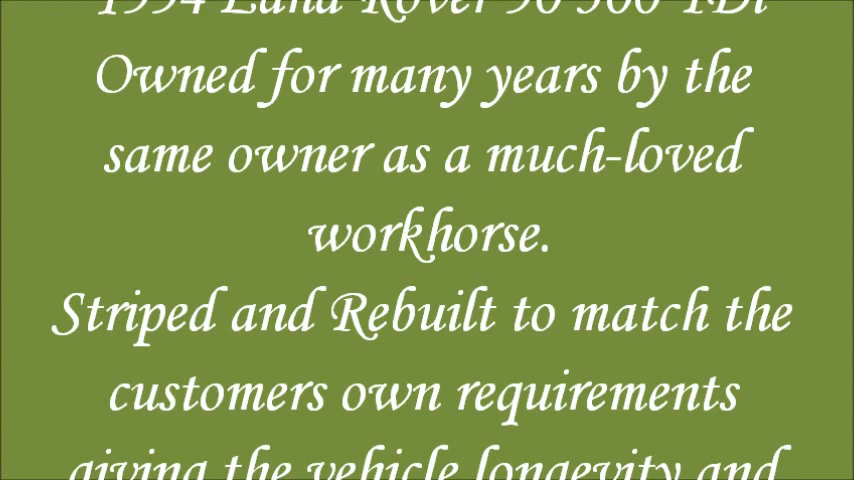 1994 Land Rover 90 300 TDi
Owned for many years by the
same owner as a much-loved
workhorse.
Striped and Rebuilt to match the
customers own requirements
giving the vehicle longevity and